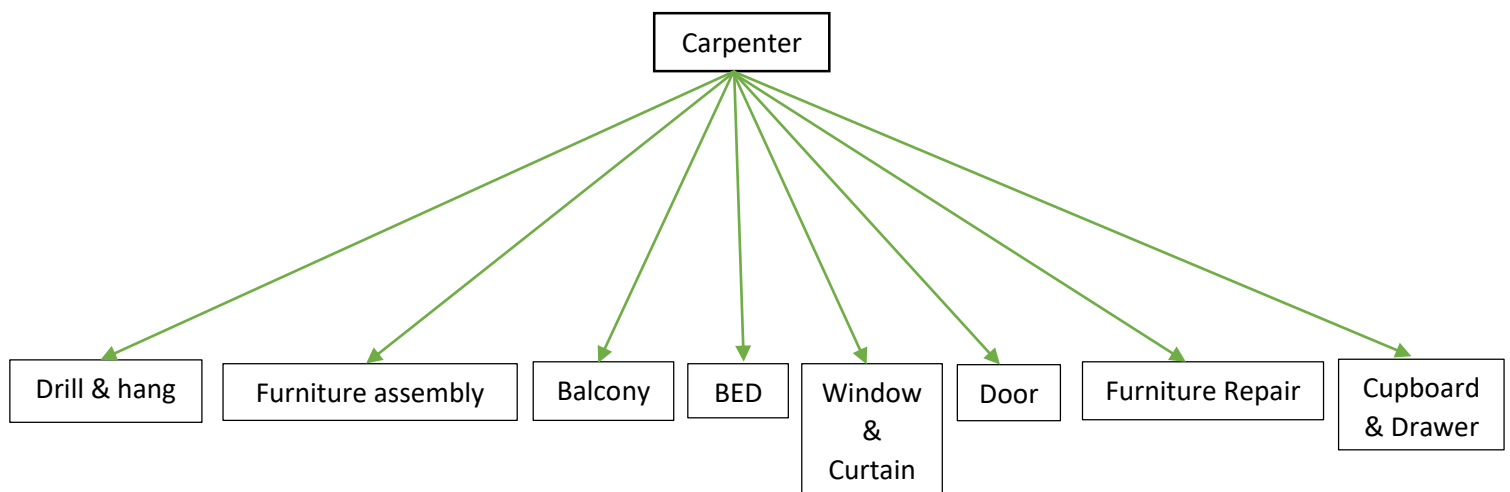 Carpenter
Drill & hang
Furniture assembly
Balcony
BED
Window
&
Curtain
Door
Furniture Repair
Cupboard
& Drawer